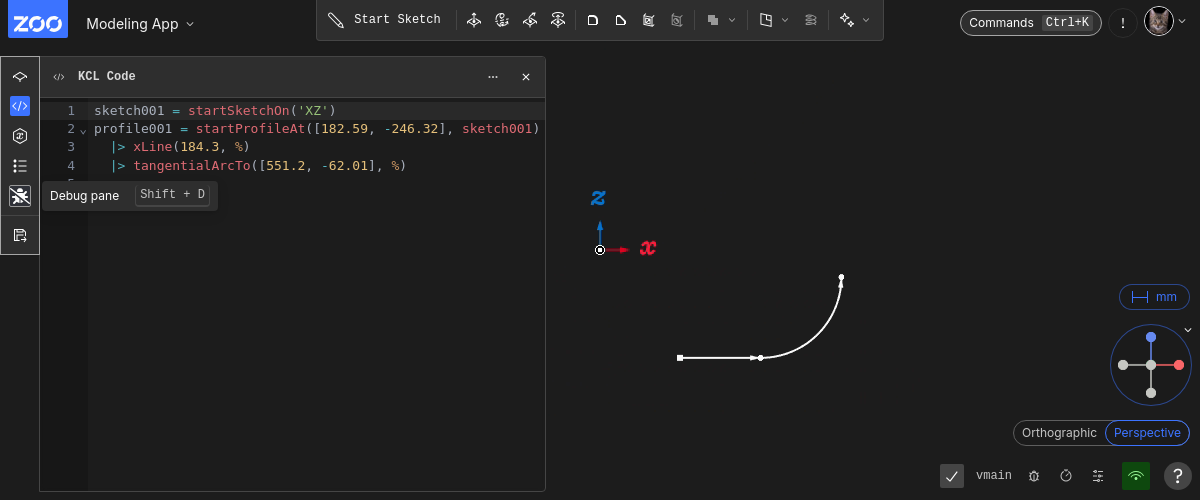 ZOO
Modeling App
Start Sketch
Commands Ctrl+K
!
KCL Code
1 sketch001 = startSketchOn('XZ')
2 profile001 = startProfileAt([182.59, -246.32], sketch001)
3 |> xLine(184.3, %)
4 |> tangentialArcTo([551.2, -62.01], %)
Debug pane Shift + D
z
x
mm
Orthographic Perspective
vmain
?